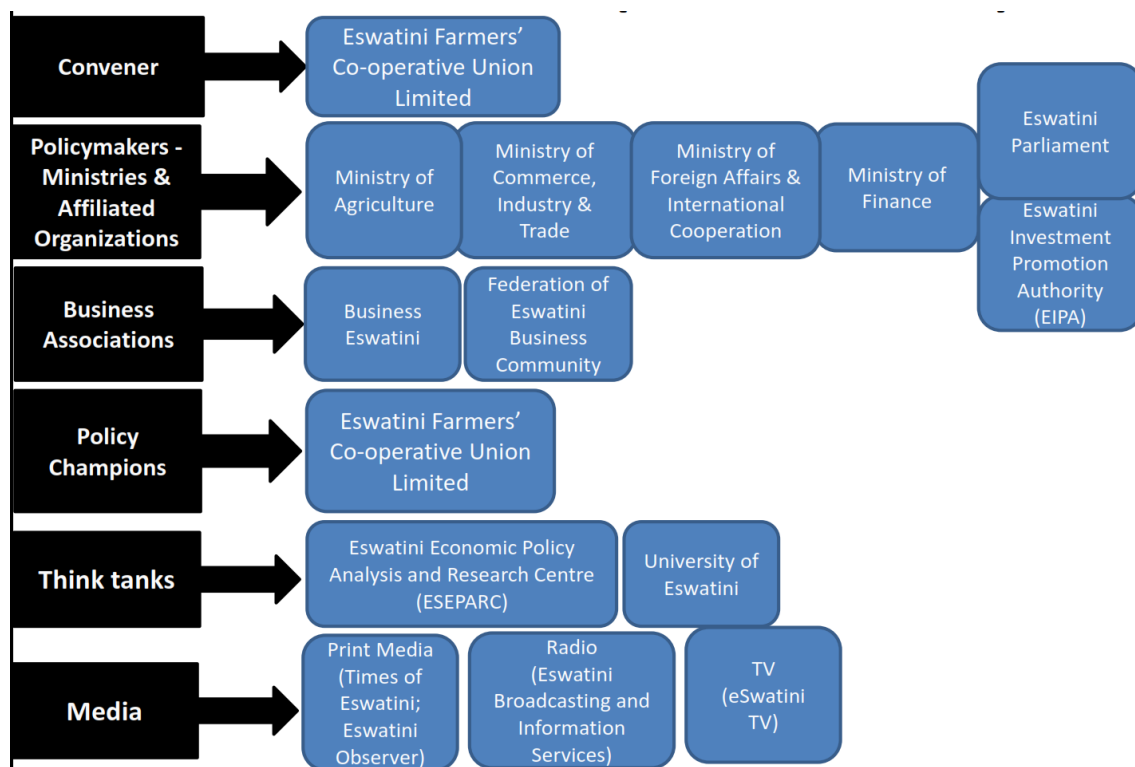 Convener
Eswatini Farmers’
Co-operative Union
Limited
Policymakers -
Ministries &
Affiliated
Organizations
Ministry of
Agriculture
Ministry of
Commerce,
Industry &
Trade
Ministry of
Foreign Affairs &
International
Cooperation
Ministry of
Finance
Eswatini
Parliament
Eswatini
Investment
Promotion
Authority
(EIPA)
Business
Associations
Business
Eswatini
Federation of
Eswatini
Business
Community
Policy
Champions
Eswatini Farmers’
Co-operative Union
Limited
Think tanks
Eswatini Economic Policy
Analysis and Research Centre
(ESEPARC)
University of
Eswatini
Media
Print Media
(Times of
Eswatini;
Eswatini
Observer)
Radio
(Eswatini
Broadcasting and
Information
Services)
TV
(eSwatini
TV)